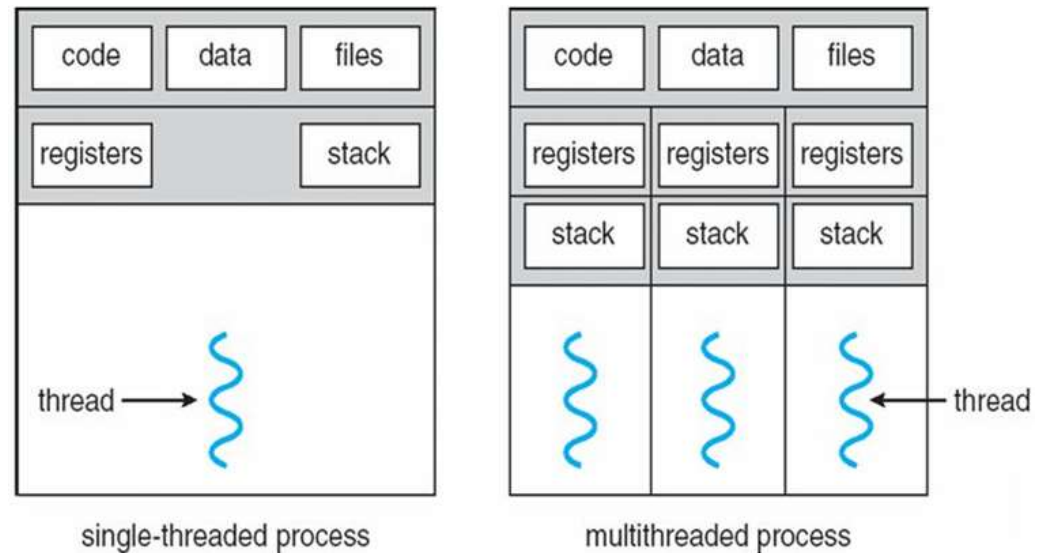 code data files code data files
registers stack registers registers registers
stack stack stack
thread thread
single-threaded process multithreaded process